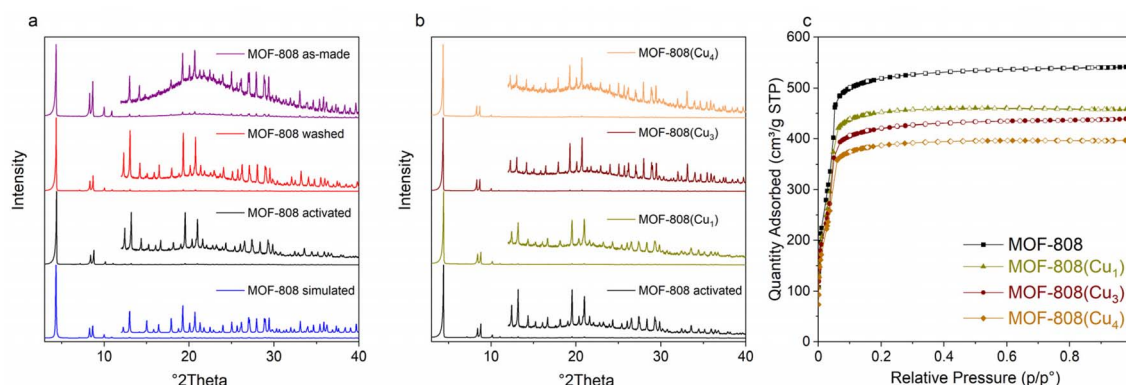 a
MOF-808 as-made
MOF-808 washed
MOF-808 activated
MOF-808 simulated
Intensity
10 20 30 40
°2Theta
b
MOF-808(Cu₄)
MOF-808(Cu₃)
MOF-808(Cu₁)
MOF-808 activated
Intensity
10 20 30 40
°2Theta
c
600
500
400
300
200
100
0
Quantity Adsorbed (cm³/g STP)
MOF-808
MOF-808(Cu₁)
MOF-808(Cu₃)
MOF-808(Cu₄)
0 0.2 0.4 0.6 0.8
Relative Pressure (p/p°)